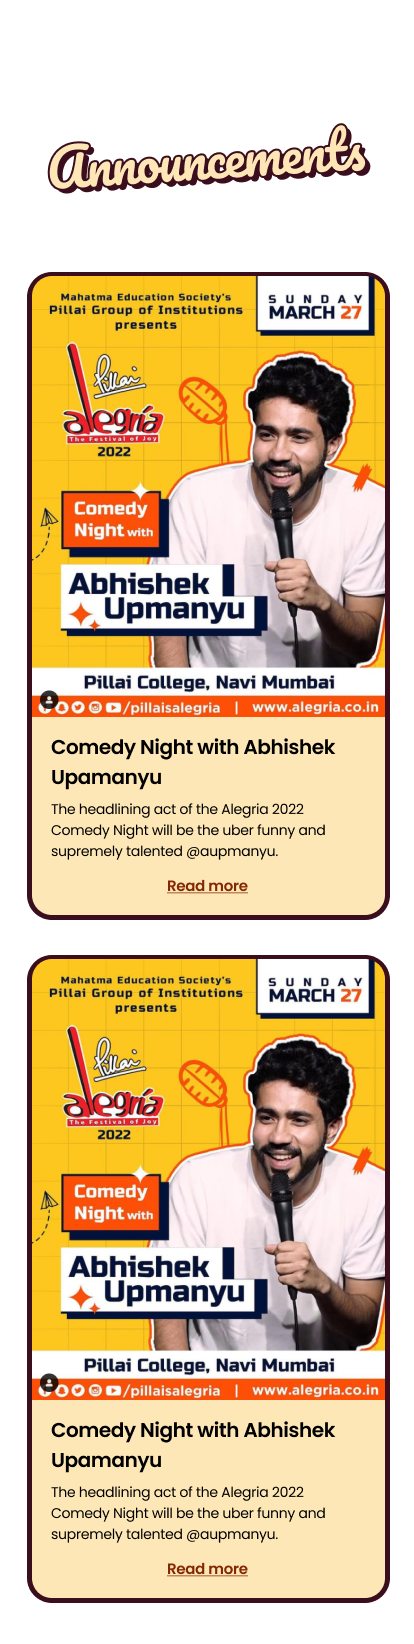 Announcements
Mahatma Education Society's
Pillai Group of Institutions
presents
SUNDAY
MARCH 27
Pillai
alegría
The Festival of Joy
2022
Comedy
Night with
Abhishek
Upmanyu
Pillai College, Navi Mumbai
/pillaisalegria | www.alegria.co.in
Comedy Night with Abhishek
Upamanyu
The headlining act of the Alegria 2022
Comedy Night will be the uber funny and
supremely talented @aupmanyu.
Read more
Mahatma Education Society's
Pillai Group of Institutions
presents
SUNDAY
MARCH 27
Pillai
alegría
The Festival of Joy
2022
Comedy
Night with
Abhishek
Upmanyu
Pillai College, Navi Mumbai
/pillaisalegria | www.alegria.co.in
Comedy Night with Abhishek
Upamanyu
The headlining act of the Alegria 2022
Comedy Night will be the uber funny and
supremely talented @aupmanyu.
Read more